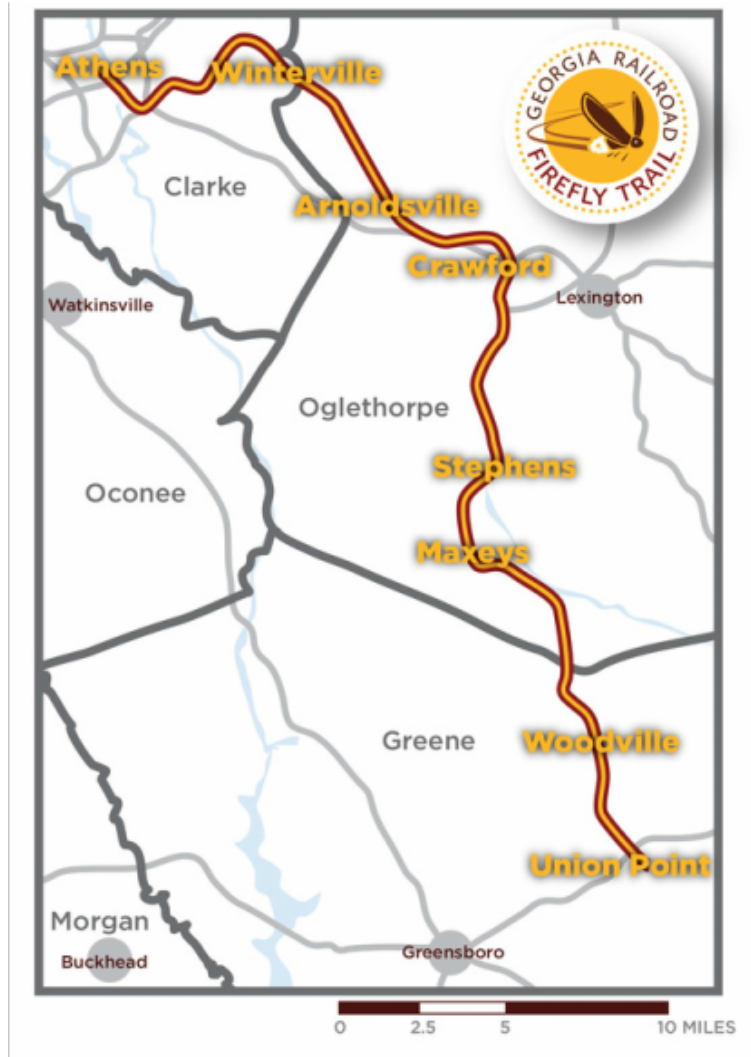 GEORGIA RAILROAD
FIREFLY TRAIL
Athens
Winterville
Clarke
Arnoldsville
Crawford
Watkinsville
Lexington
Oglethorpe
Stephens
Oconee
Maxeys
Greene
Woodville
Union Point
Morgan
Greensboro
Buckhead
0 2.5 5 10 MILES